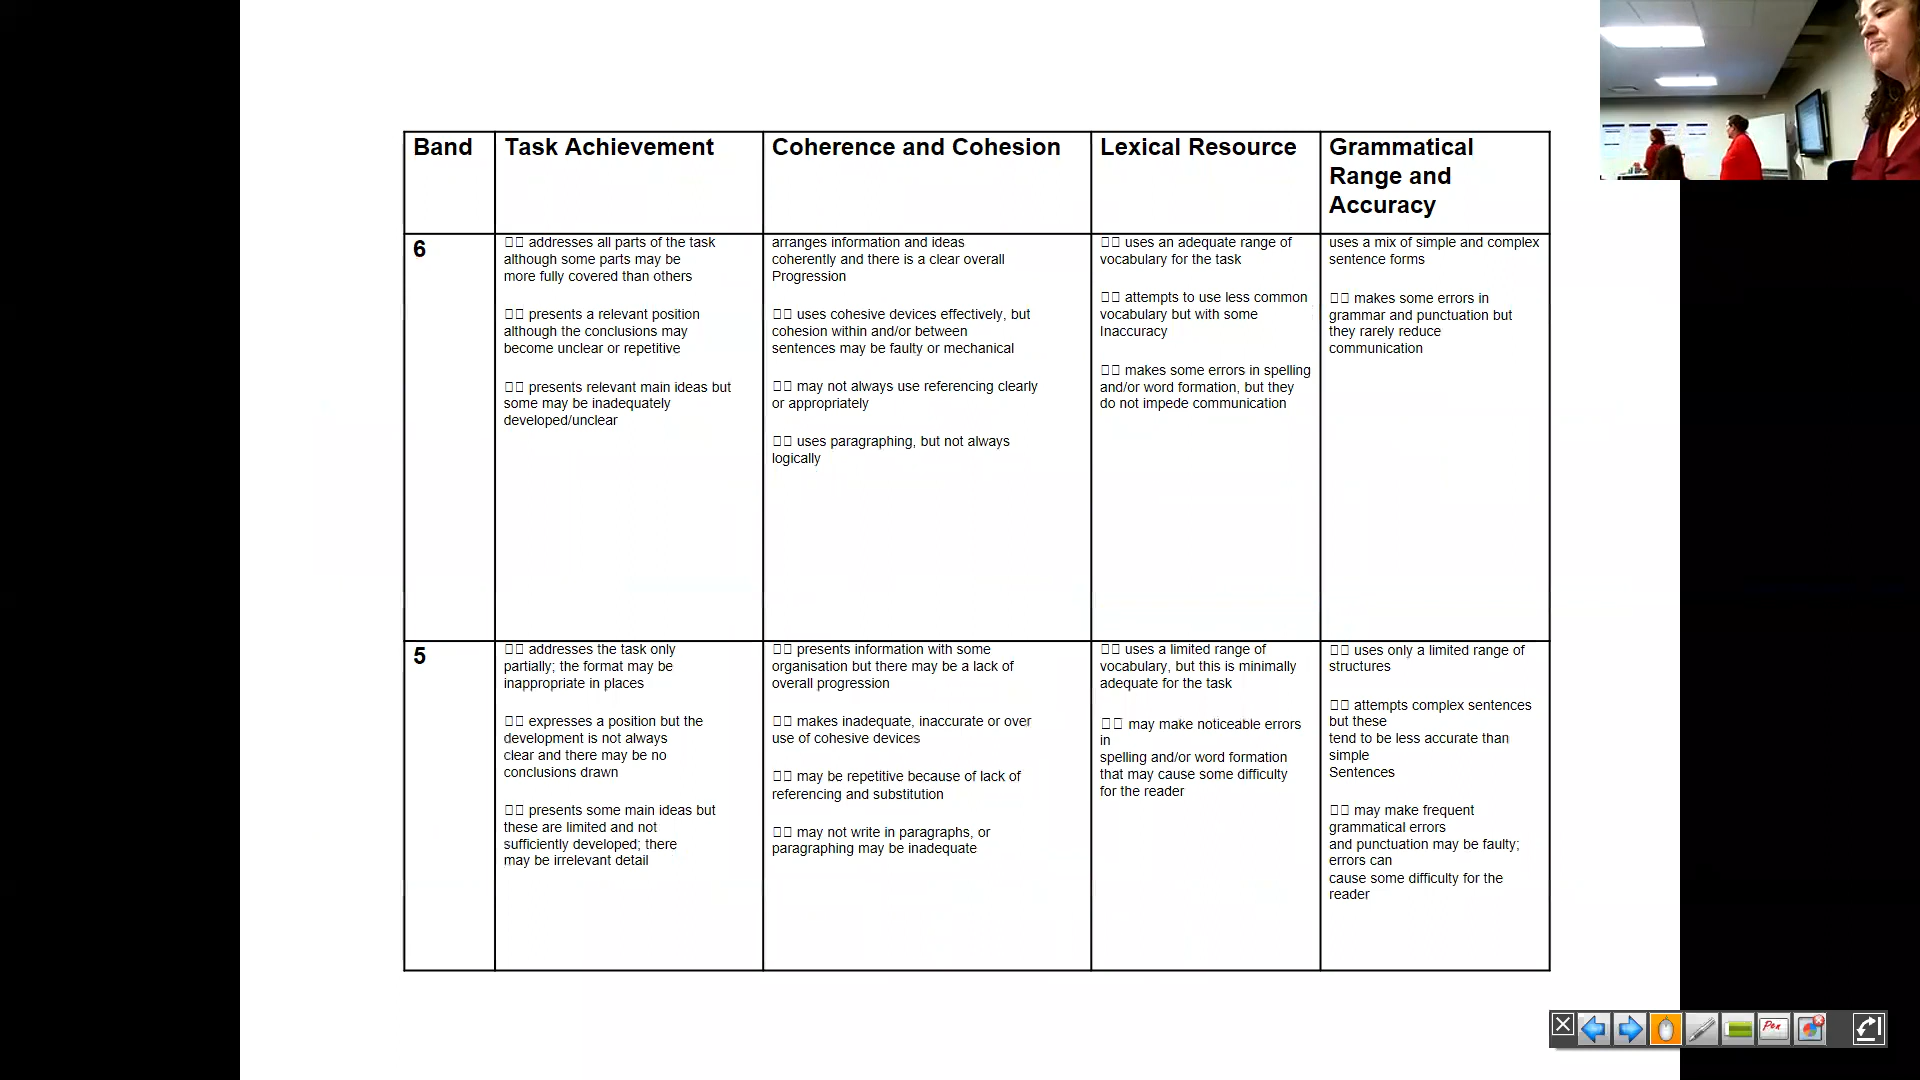 Band
Task Achievement
Coherence and Cohesion
Lexical Resource
Grammatical
Range and
Accuracy
6
addresses all parts of the task
although some parts may be
more fully covered than others
presents a relevant position
although the conclusions may
become unclear or repetitive
presents relevant main ideas but
some may be inadequately
developed/unclear
arranges information and ideas
coherently and there is a clear overall
Progression
uses cohesive devices effectively, but
cohesion within and/or between
sentences may be faulty or mechanical
may not always use referencing clearly
or appropriately
uses paragraphing, but not always
logically
uses an adequate range of
vocabulary for the task
attempts to use less common
vocabulary but with some
Inaccuracy
makes some errors in spelling
and/or word formation, but they
do not impede communication
uses a mix of simple and complex
sentence forms
makes some errors in
grammar and punctuation but
they rarely reduce
communication
5
addresses the task only
partially; the format may be
inappropriate in places
expresses a position but the
development is not always
clear and there may be no
conclusions drawn
presents some main ideas but
these are limited and not
sufficiently developed; there
may be irrelevant detail
presents information with some
organisation but there may be a lack of
overall progression
makes inadequate, inaccurate or over
use of cohesive devices
may be repetitive because of lack of
referencing and substitution
may not write in paragraphs, or
paragraphing may be inadequate
uses a limited range of
vocabulary, but this is minimally
adequate for the task
may make noticeable errors
in
spelling and/or word formation
that may cause some difficulty
for the reader
uses only a limited range of
structures
attempts complex sentences
but these
tend to be less accurate than
simple
Sentences
may make frequent
grammatical errors
and punctuation may be faulty;
errors can
cause some difficulty for the
reader
Pen